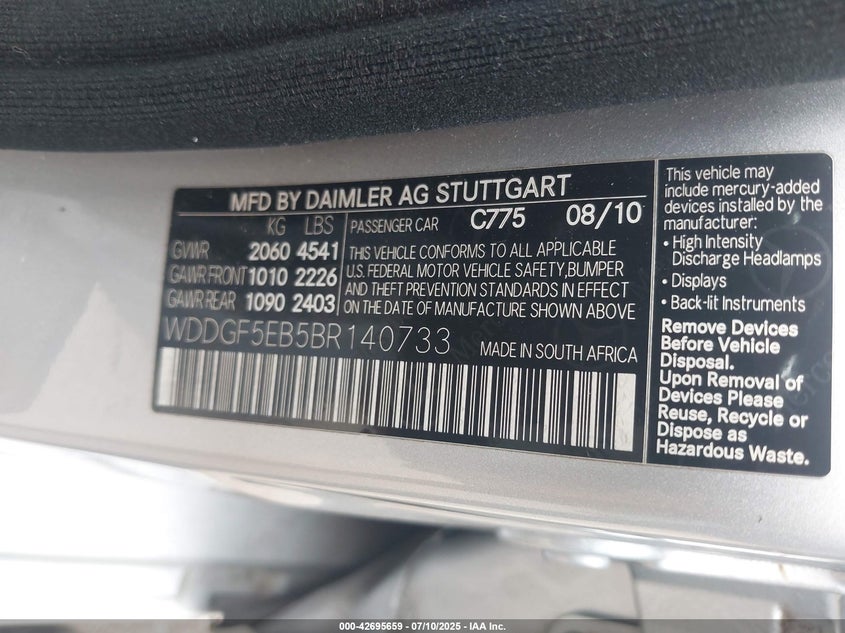 MFD BY DAIMLER AG STUTTGART
KG LBS
GVWR 2060 4541
GAWR FRONT 1010 2226
GAWR REAR 1090 2403
PASSENGER CAR C775 08/10
THIS VEHICLE CONFORMS TO ALL APPLICABLE
U.S. FEDERAL MOTOR VEHICLE SAFETY,BUMPER
AND THEFT PREVENTION STANDARDS IN EFFECT
ON THE DATE OF MANUFACTURE SHOWN ABOVE
WDDGF5EB5BR140733 MADE IN SOUTH AFRICA
This vehicle may
include mercury-added
devices installed by the
manufacturer:
• High Intensity
Discharge Headlamps
• Displays
• Back-lit Instruments
Remove Devices
Before Vehicle
Disposal.
Upon Removal of
Devices Please
Reuse, Recycle or
Dispose as
Hazardous Waste.
000-42695659 - 07/10/2025 - IAA Inc.